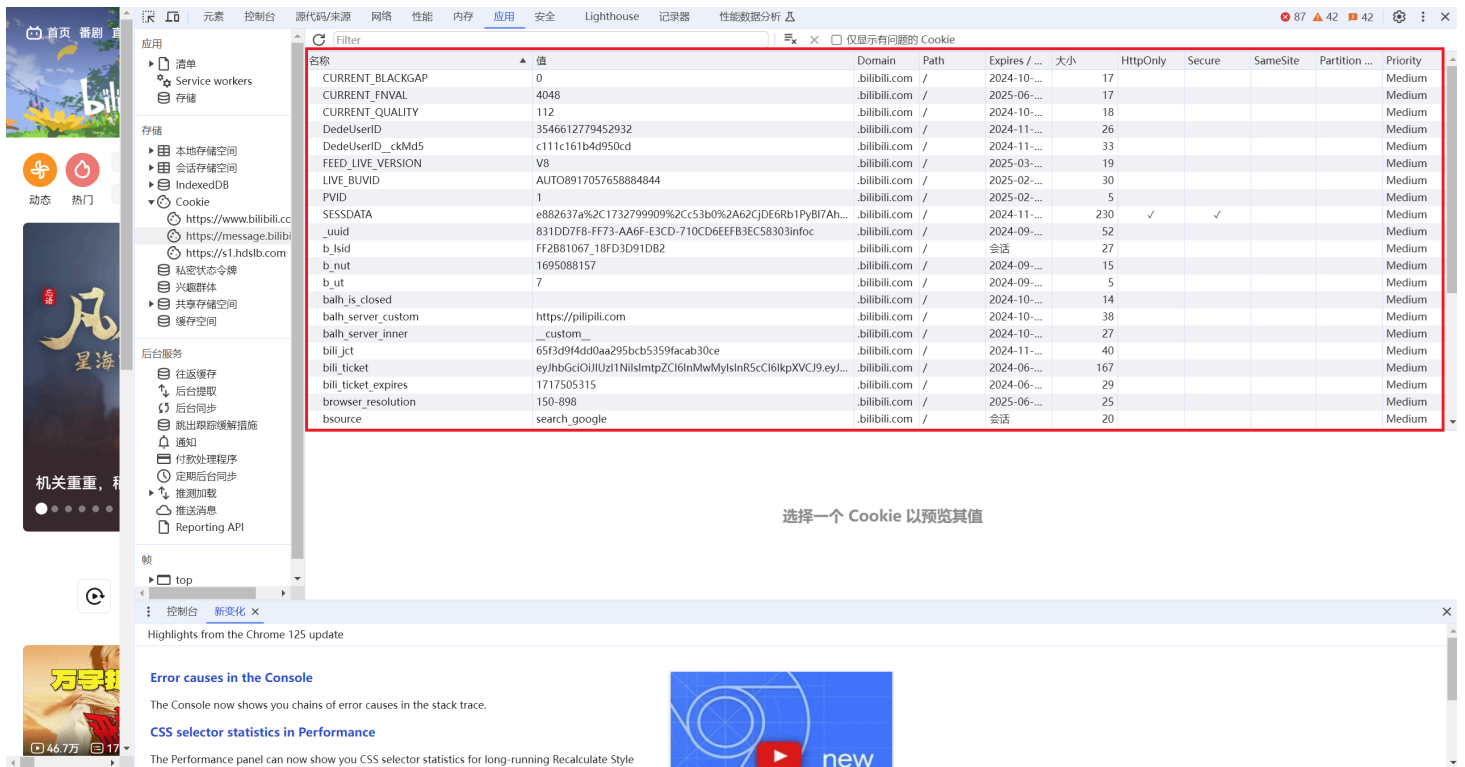 首页 番剧 直
元素 控制台 源代码/来源 网络 性能 内存 应用 安全 Lighthouse 记录器 性能数据分析 87 42 42
应用
Filter 仅显示有问题的 Cookie
清单
Service workers
存储
存储
本地存储空间
会话存储空间
IndexedDB
Cookie
https://www.bilibili.cc
https://message.bilibi
https://s1.hdslb.com
私密状态令牌
兴趣群体
共享存储空间
缓存空间
后台服务
往返缓存
后台提取
后台同步
跳出跟踪缓解措施
通知
付款处理程序
定期后台同步
推测加载
推送消息
Reporting API
帧
top
名称 值 Domain Path Expires / ... 大小 HttpOnly Secure SameSite Partition ... Priority
CURRENT_BLACKGAP 0 .bilibili.com / 2024-10-... 17 Medium
CURRENT_FNVAL 4048 .bilibili.com / 2025-06-... 17 Medium
CURRENT_QUALITY 112 .bilibili.com / 2024-10-... 18 Medium
DedeUserID 3546612779452932 .bilibili.com / 2024-11-... 26 Medium
DedeUserID__ckMd5 c111c161b4d950cd .bilibili.com / 2024-11-... 33 Medium
FEED_LIVE_VERSION V8 .bilibili.com / 2025-03-... 19 Medium
LIVE_BUVID AUTO8917057658884844 .bilibili.com / 2025-02-... 30 Medium
PVID 1 .bilibili.com / 2025-02-... 5 Medium
SESSDATA e882637a%2C1732799909%2Cc53b0%2A62CjDE6Rb1PyBl7Ah... .bilibili.com / 2024-11-... 230 ✓ ✓ Medium
_uuid 831DD7F8-FF73-AA6F-E3CD-710CD6EEFB3EC58303infoc .bilibili.com / 2024-09-... 52 Medium
b_lsid FF2B81067_18FD3D91DB2 .bilibili.com / 会话 27 Medium
b_nut 1695088157 .bilibili.com / 2024-09-... 15 Medium
b_ut 7 .bilibili.com / 2024-09-... 5 Medium
balh_is_closed .bilibili.com / 2024-10-... 14 Medium
balh_server_custom https://pilipili.com .bilibili.com / 2024-10-... 38 Medium
balh_server_inner __custom__ .bilibili.com / 2024-10-... 27 Medium
bili_jct 65f3d9f4dd0aa295bcb5359facab30ce .bilibili.com / 2024-11-... 40 Medium
bili_ticket eyJhbGciOiJIUzI1NiIsImtpZCI6InMwMyIsInR5cCI6IkpXVCJ9.eyJ... .bilibili.com / 2024-06-... 167 Medium
bili_ticket_expires 1717505315 .bilibili.com / 2024-06-... 29 Medium
browser_resolution 150-898 .bilibili.com / 2025-06-... 25 Medium
bsource search_google .bilibili.com / 会话 20 Medium
选择一个 Cookie 以预览其值
bili
动态 热门
忘语
凡
星海
机关重重，
万字
46.7万 17
控制台 新变化
Highlights from the Chrome 125 update
Error causes in the Console
The Console now shows you chains of error causes in the stack trace.
CSS selector statistics in Performance
The Performance panel can now show you CSS selector statistics for long-running Recalculate Style
new